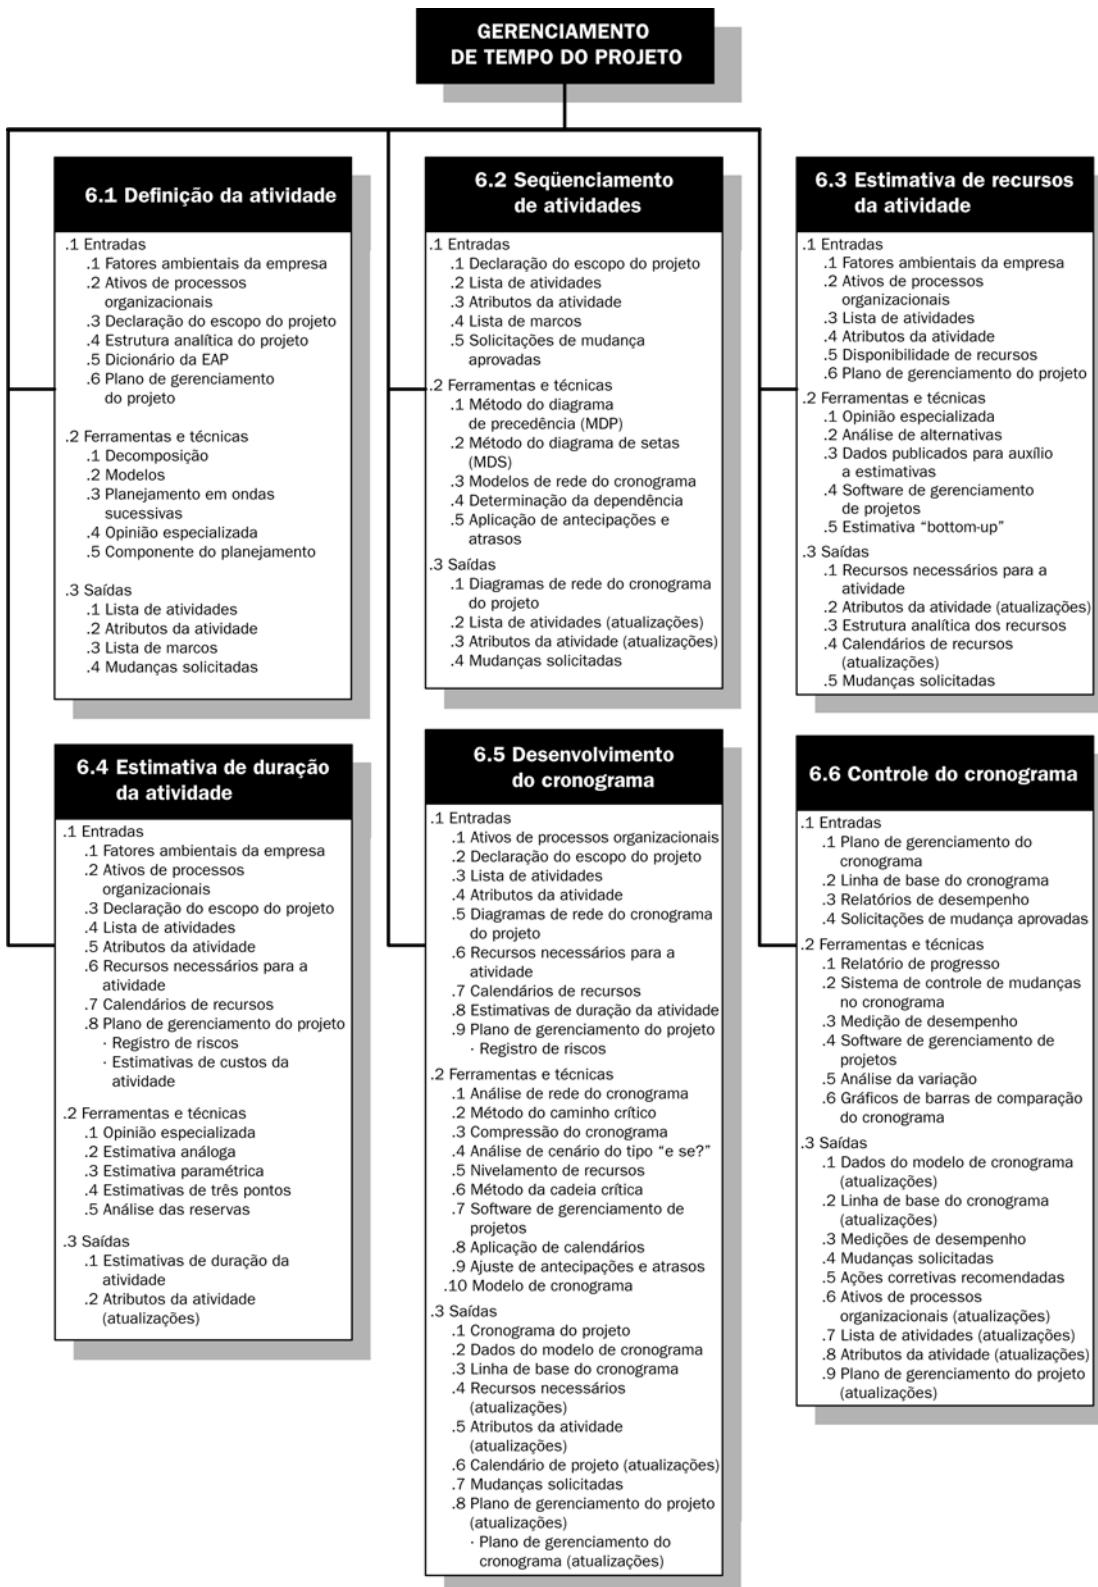 GERENCIAMENTO
DE TEMPO DO PROJETO
6.1 Definição da atividade
.1 Entradas
.1 Fatores ambientais da empresa
.2 Ativos de processos
organizacionais
.3 Declaração do escopo do projeto
.4 Estrutura analítica do projeto
.5 Dicionário da EAP
.6 Plano de gerenciamento
do projeto
.2 Ferramentas e técnicas
.1 Decomposição
.2 Modelos
.3 Planejamento em ondas
sucessivas
.4 Opinião especializada
.5 Componente do planejamento
.3 Saídas
.1 Lista de atividades
.2 Atributos da atividade
.3 Lista de marcos
.4 Mudanças solicitadas
6.2 Seqüenciamento
de atividades
.1 Entradas
.1 Declaração do escopo do projeto
.2 Lista de atividades
.3 Atributos da atividade
.4 Lista de marcos
.5 Solicitações de mudança
aprovadas
.2 Ferramentas e técnicas
.1 Método do diagrama
de precedência (MDP)
.2 Método do diagrama de setas
(MDS)
.3 Modelos de rede do cronograma
.4 Determinação da dependência
.5 Aplicação de antecipações e
atrasos
.3 Saídas
.1 Diagramas de rede do cronograma
do projeto
.2 Lista de atividades (atualizações)
.3 Atributos da atividade (atualizações)
.4 Mudanças solicitadas
6.3 Estimativa de recursos
da atividade
.1 Entradas
.1 Fatores ambientais da empresa
.2 Ativos de processos
organizacionais
.3 Lista de atividades
.4 Atributos da atividade
.5 Disponibilidade de recursos
.6 Plano de gerenciamento do projeto
.2 Ferramentas e técnicas
.1 Opinião especializada
.2 Análise de alternativas
.3 Dados publicados para auxílio
a estimativas
.4 Software de gerenciamento
de projetos
.5 Estimativa “bottom-up”
.3 Saídas
.1 Recursos necessários para a
atividade
.2 Atributos da atividade (atualizações)
.3 Estrutura analítica dos recursos
.4 Calendários de recursos
(atualizações)
.5 Mudanças solicitadas
6.4 Estimativa de duração
da atividade
.1 Entradas
.1 Fatores ambientais da empresa
.2 Ativos de processos
organizacionais
.3 Declaração do escopo do projeto
.4 Lista de atividades
.5 Atributos da atividade
.6 Recursos necessários para a
atividade
.7 Calendários de recursos
.8 Plano de gerenciamento do projeto
· Registro de riscos
· Estimativas de custos da
atividade
.2 Ferramentas e técnicas
.1 Opinião especializada
.2 Estimativa análoga
.3 Estimativa paramétrica
.4 Estimativas de três pontos
.5 Análise das reservas
.3 Saídas
.1 Estimativas de duração da
atividade
.2 Atributos da atividade
(atualizações)
6.5 Desenvolvimento
do cronograma
.1 Entradas
.1 Ativos de processos organizacionais
.2 Declaração do escopo do projeto
.3 Lista de atividades
.4 Atributos da atividade
.5 Diagramas de rede do cronograma
do projeto
.6 Recursos necessários para a
atividade
.7 Calendários de recursos
.8 Estimativas de duração da atividade
.9 Plano de gerenciamento do projeto
· Registro de riscos
.2 Ferramentas e técnicas
.1 Análise de rede do cronograma
.2 Método do caminho crítico
.3 Compressão do cronograma
.4 Análise de cenário do tipo “e se?”
.5 Nivelamento de recursos
.6 Método da cadeia crítica
.7 Software de gerenciamento de
projetos
.8 Aplicação de calendários
.9 Ajuste de antecipações e atrasos
.10 Modelo de cronograma
.3 Saídas
.1 Cronograma do projeto
.2 Dados do modelo de cronograma
.3 Linha de base do cronograma
.4 Recursos necessários
(atualizações)
.5 Atributos da atividade
(atualizações)
.6 Calendário de projeto (atualizações)
.7 Mudanças solicitadas
.8 Plano de gerenciamento do projeto
(atualizações)
· Plano de gerenciamento do
cronograma (atualizações)
6.6 Controle do cronograma
.1 Entradas
.1 Plano de gerenciamento do
cronograma
.2 Linha de base do cronograma
.3 Relatórios de desempenho
.4 Solicitações de mudança aprovadas
.2 Ferramentas e técnicas
.1 Relatório de progresso
.2 Sistema de controle de mudanças
no cronograma
.3 Medição de desempenho
.4 Software de gerenciamento de
projetos
.5 Análise da variação
.6 Gráficos de barras de comparação
do cronograma
.3 Saídas
.1 Dados do modelo de cronograma
(atualizações)
.2 Linha de base do cronograma
(atualizações)
.3 Medições de desempenho
.4 Mudanças solicitadas
.5 Ações corretivas recomendadas
.6 Ativos de processos
organizacionais (atualizações)
.7 Lista de atividades (atualizações)
.8 Atributos da atividade (atualizações)
.9 Plano de gerenciamento do projeto
(atualizações)